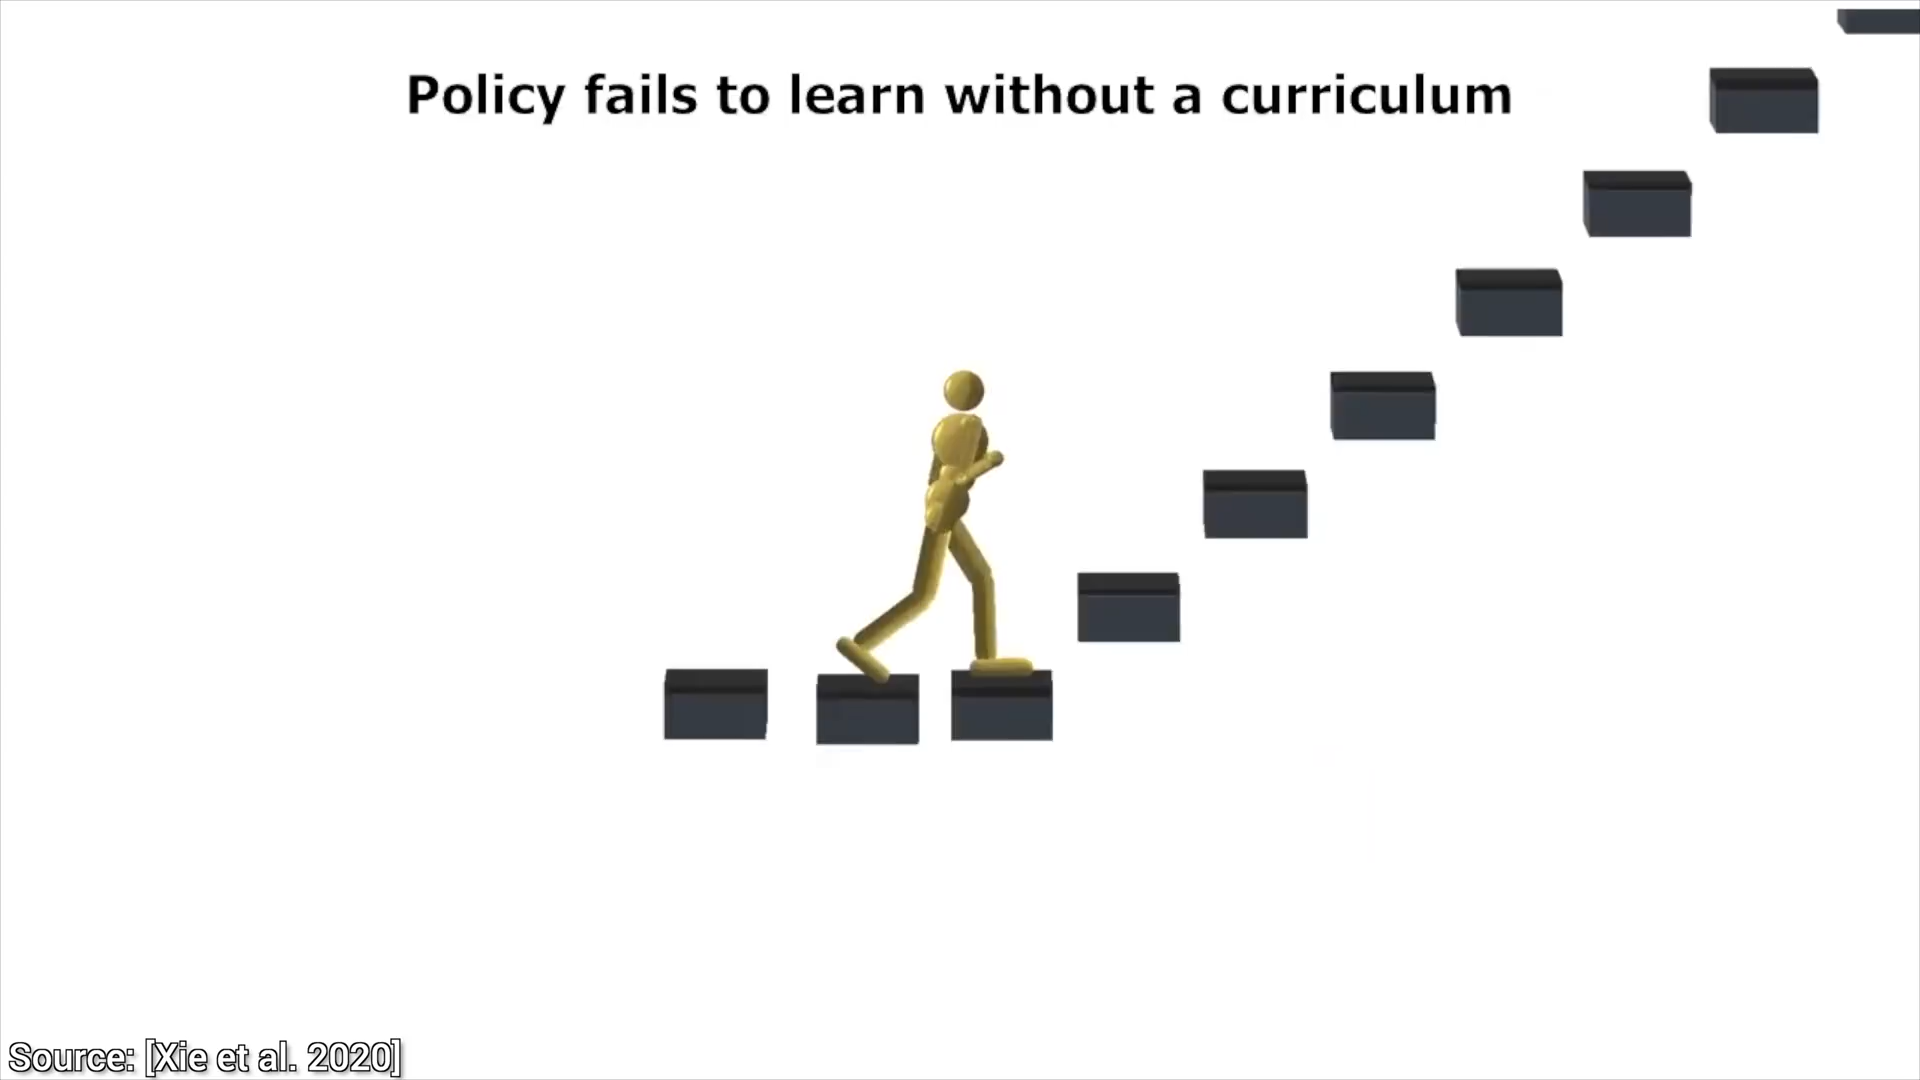 Policy fails to learn without a curriculum
Source: [Xie et al. 2020]